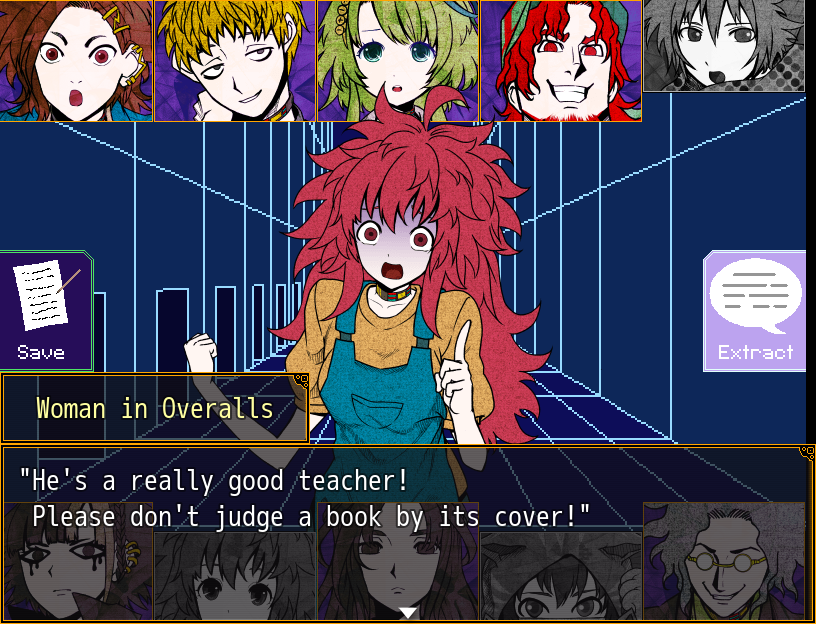 Save
Extract
Woman in Overalls
"He's a really good teacher!
Please don't judge a book by its cover!"